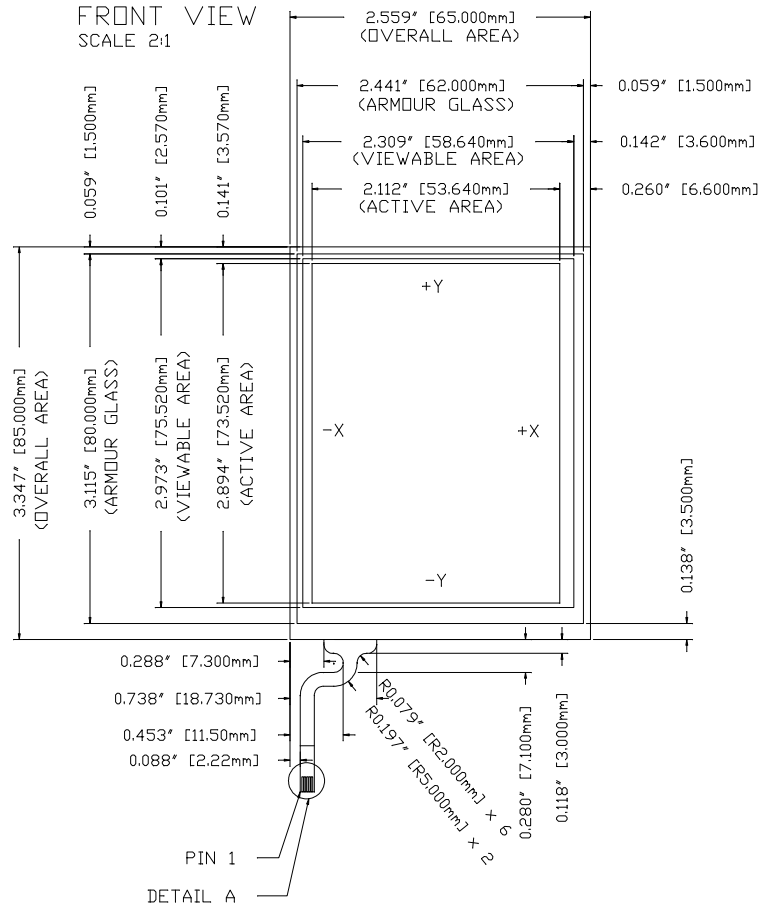 FRONT VIEW
SCALE 2:1
2.559" [65.000mm]
(OVERALL AREA)
2.441" [62.000mm]
(ARMOUR GLASS)
0.059" [1.500mm]
2.309" [58.640mm]
(VIEWABLE AREA)
0.142" [3.600mm]
2.112" [53.640mm]
(ACTIVE AREA)
0.260" [6.600mm]
0.059" [1.500mm]
0.101" [2.570mm]
0.141" [3.570mm]
+Y
-X
+X
-Y
3.347" [85.000mm]
(OVERALL AREA)
3.115" [80.000mm]
(ARMOUR GLASS)
2.973" [75.520mm]
(VIEWABLE AREA)
2.894" [73.520mm]
(ACTIVE AREA)
0.138" [3.500mm]
0.288" [7.300mm]
0.738" [18.730mm]
0.453" [11.50mm]
0.088" [2.22mm]
R0.079" [R2.000mm] x 6
R0.197" [R5.000mm] x 2
0.280" [7.100mm]
0.118" [3.000mm]
PIN 1
DETAIL A